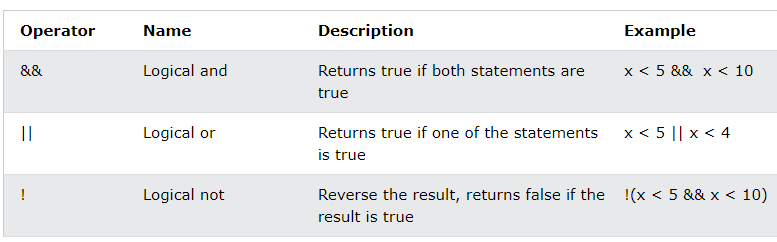 Operator Name Description Example
&& Logical and Returns true if both statements are x < 5 &&  x < 10
true
|| Logical or Returns true if one of the statements x < 5 || x < 4
is true
! Logical not Reverse the result, returns false if the !(x < 5 && x < 10)
result is true